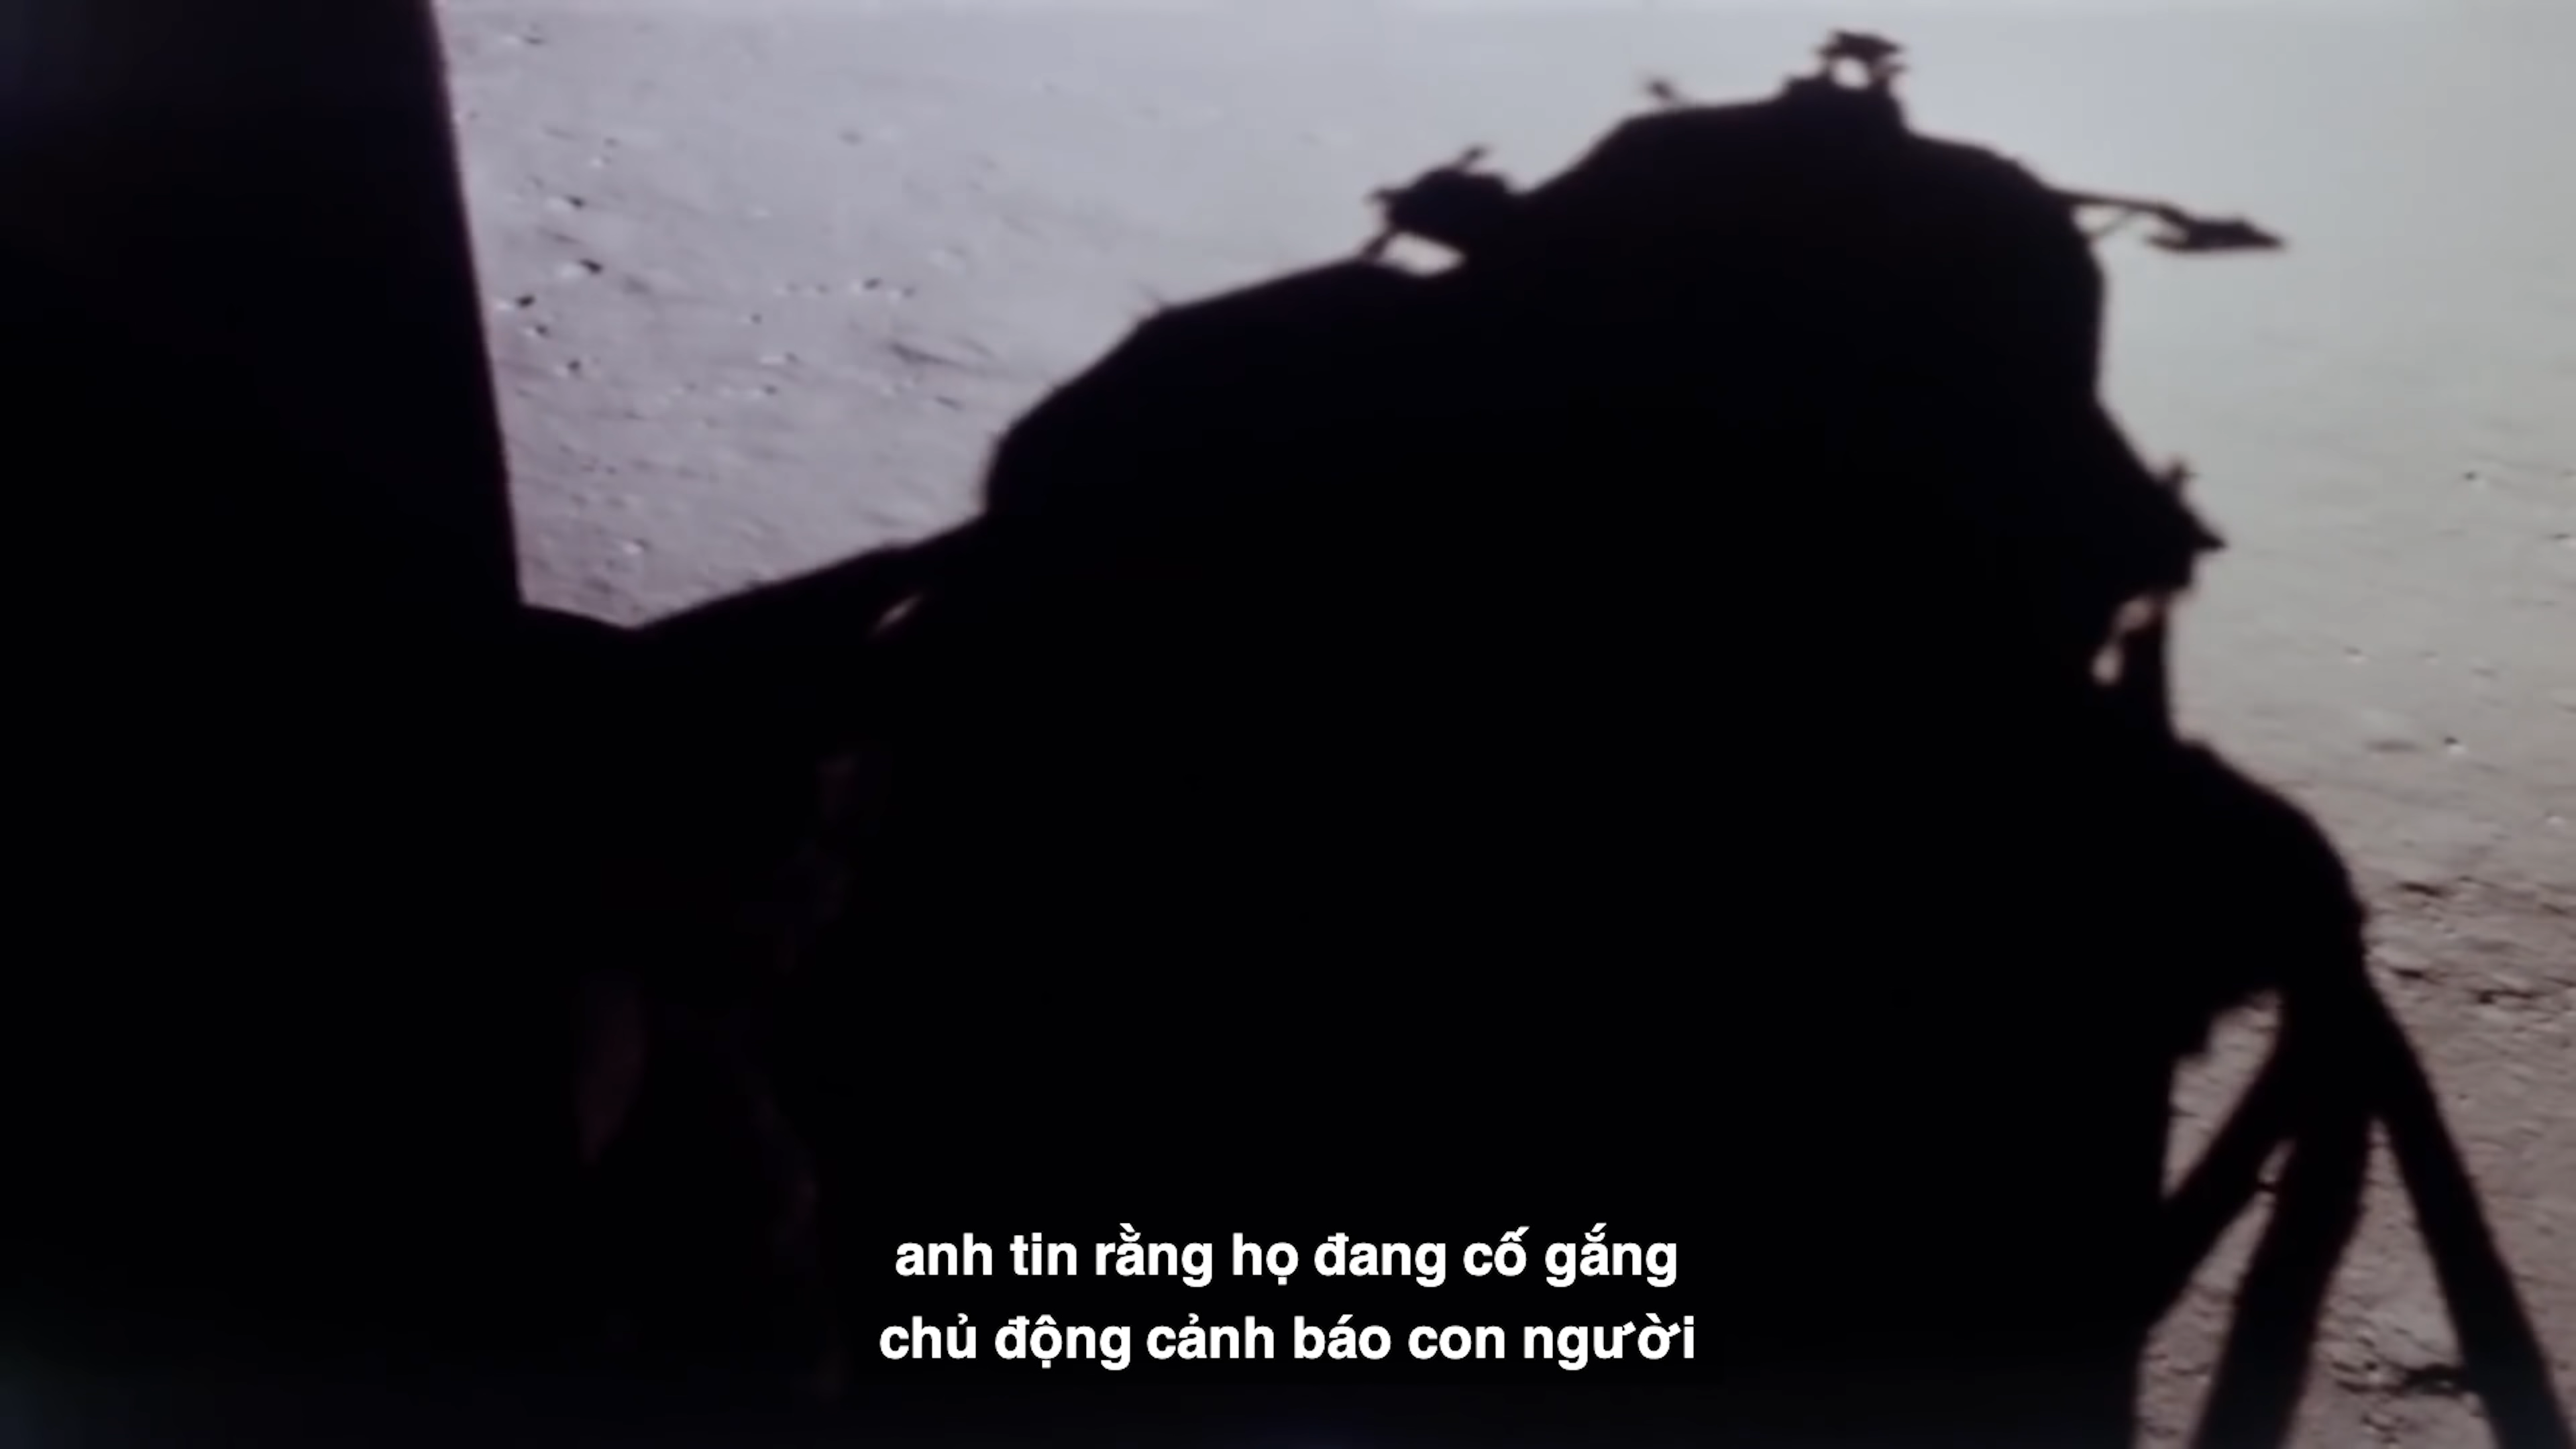 anh tin rằng họ đang cố gắng
chủ động cảnh báo con người